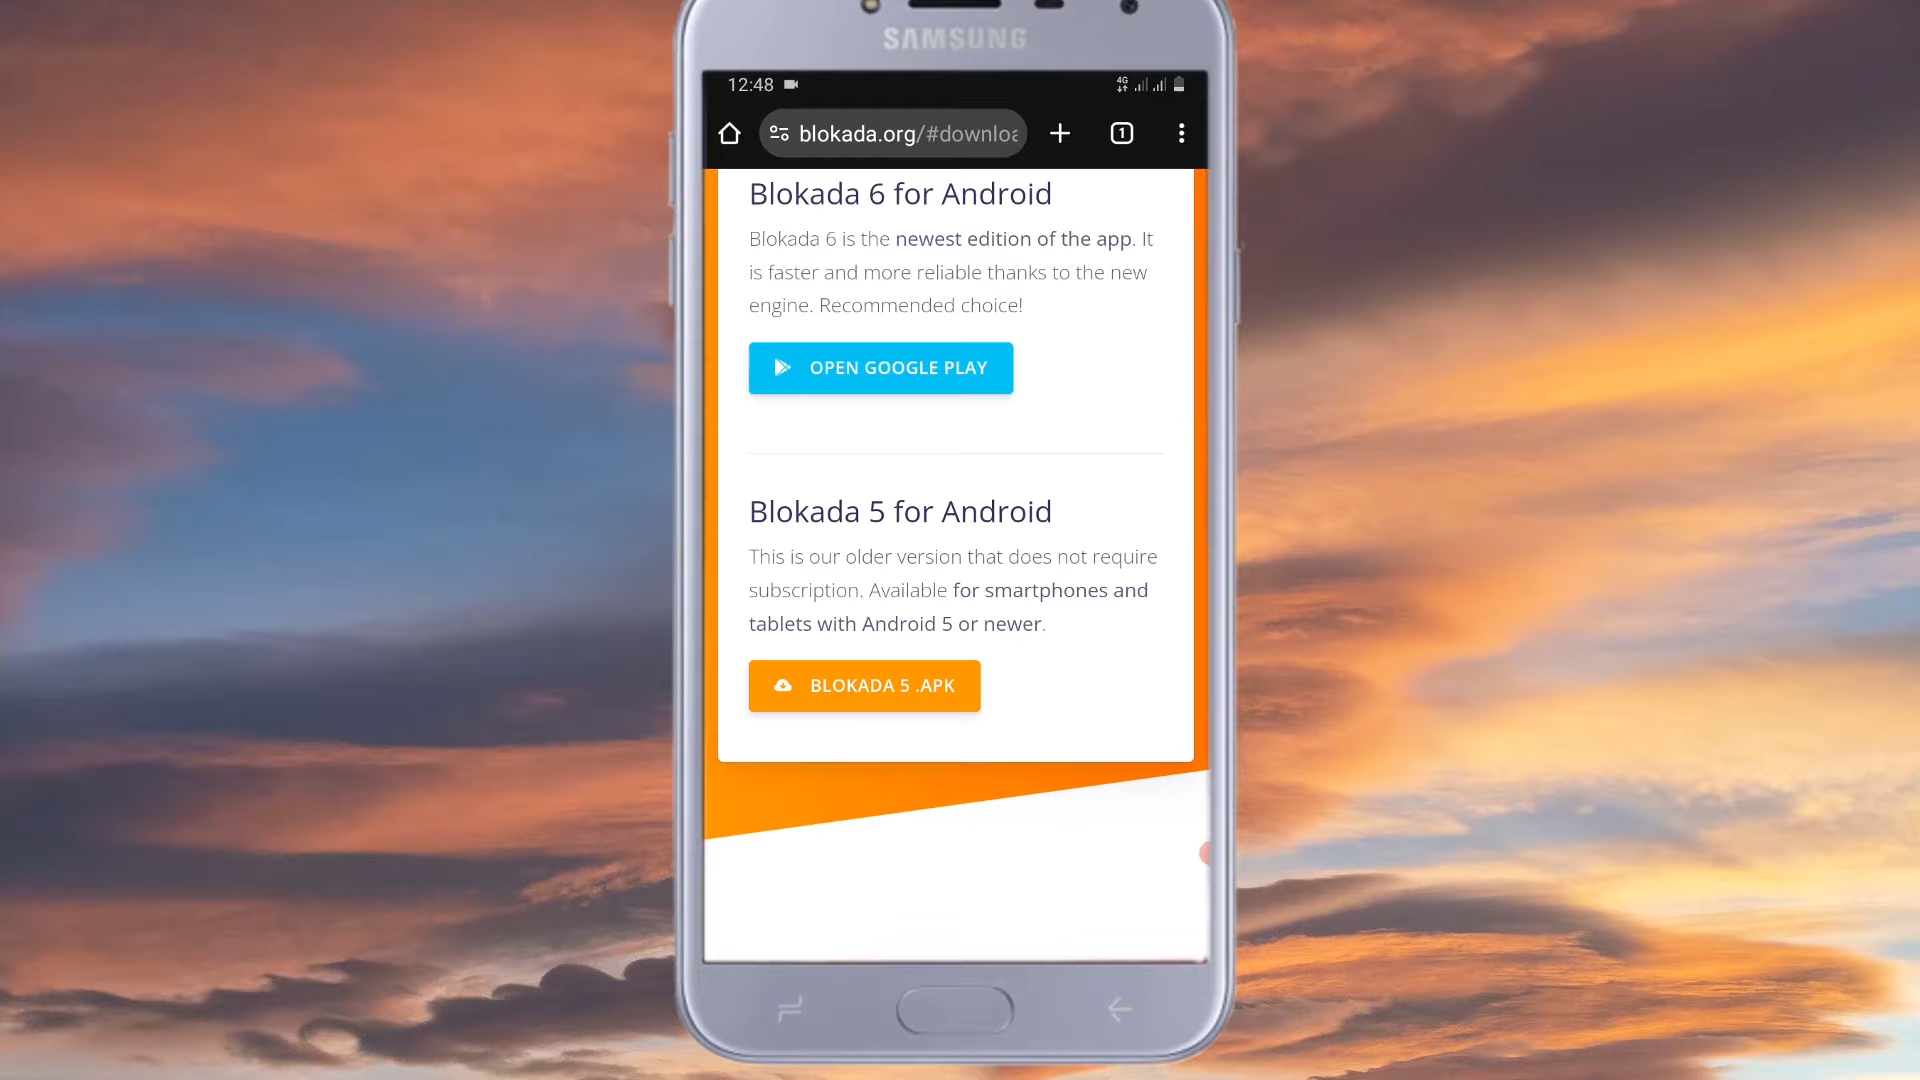 SAMSUNG
12:48
4G
blokada.org/#downloa
1
Blokada 6 for Android
Blokada 6 is the newest edition of the app. It
is faster and more reliable thanks to the new
engine. Recommended choice!
OPEN GOOGLE PLAY
Blokada 5 for Android
This is our older version that does not require
subscription. Available for smartphones and
tablets with Android 5 or newer.
BLOKADA 5 .APK